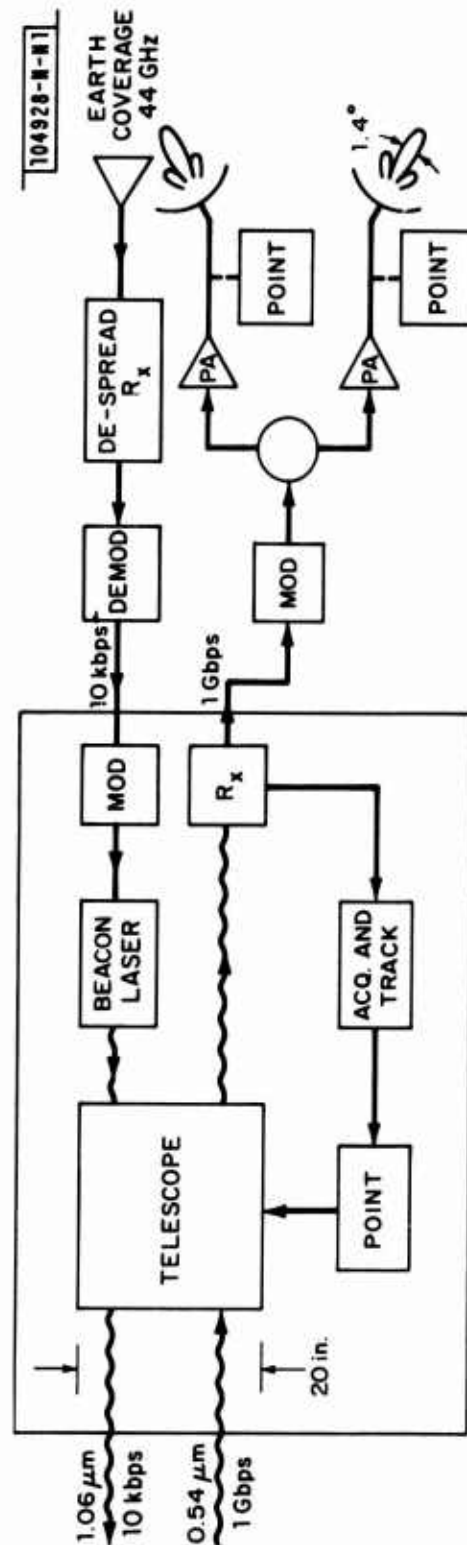 104928-N-N1
EARTH
COVERAGE
44 GHz
DE-SPREAD
Rx
DEMOD
10 kbps
MOD
BEACON
LASER
TELESCOPE
1.06 µm
10 kbps
0.54 µm
1 Gbps
20 in.
Rx
1 Gbps
MOD
PA
POINT
PA
POINT
1.4°
ACQ. AND
TRACK
POINT